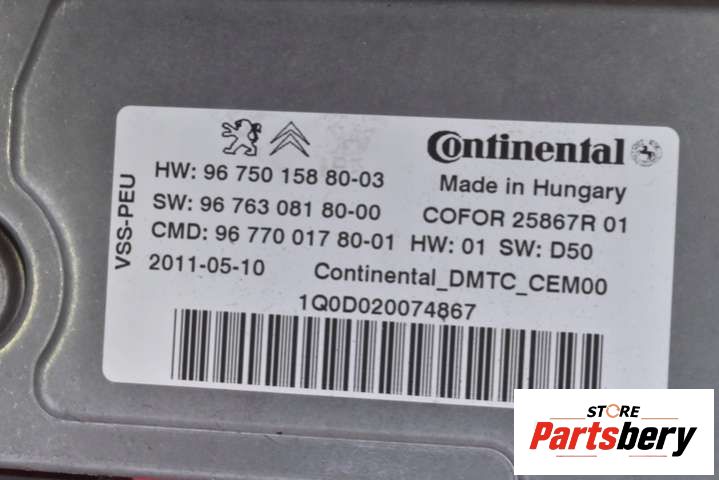 Continental
HW: 96 750 158 80-03
Made in Hungary
SW: 96 763 081 80-00
COFOR 25867R 01
CMD: 96 770 017 80-01 HW: 01 SW: D50
2011-05-10 Continental_DMTC_CEM00
1Q0D020074867
VSS-PEU
STORE
Partsbery